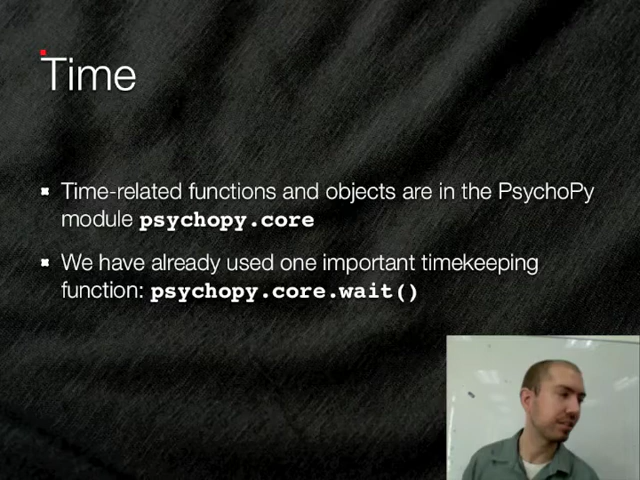 Time
Time-related functions and objects are in the PsychoPy
module psychopy.core
We have already used one important timekeeping
function: psychopy.core.wait()